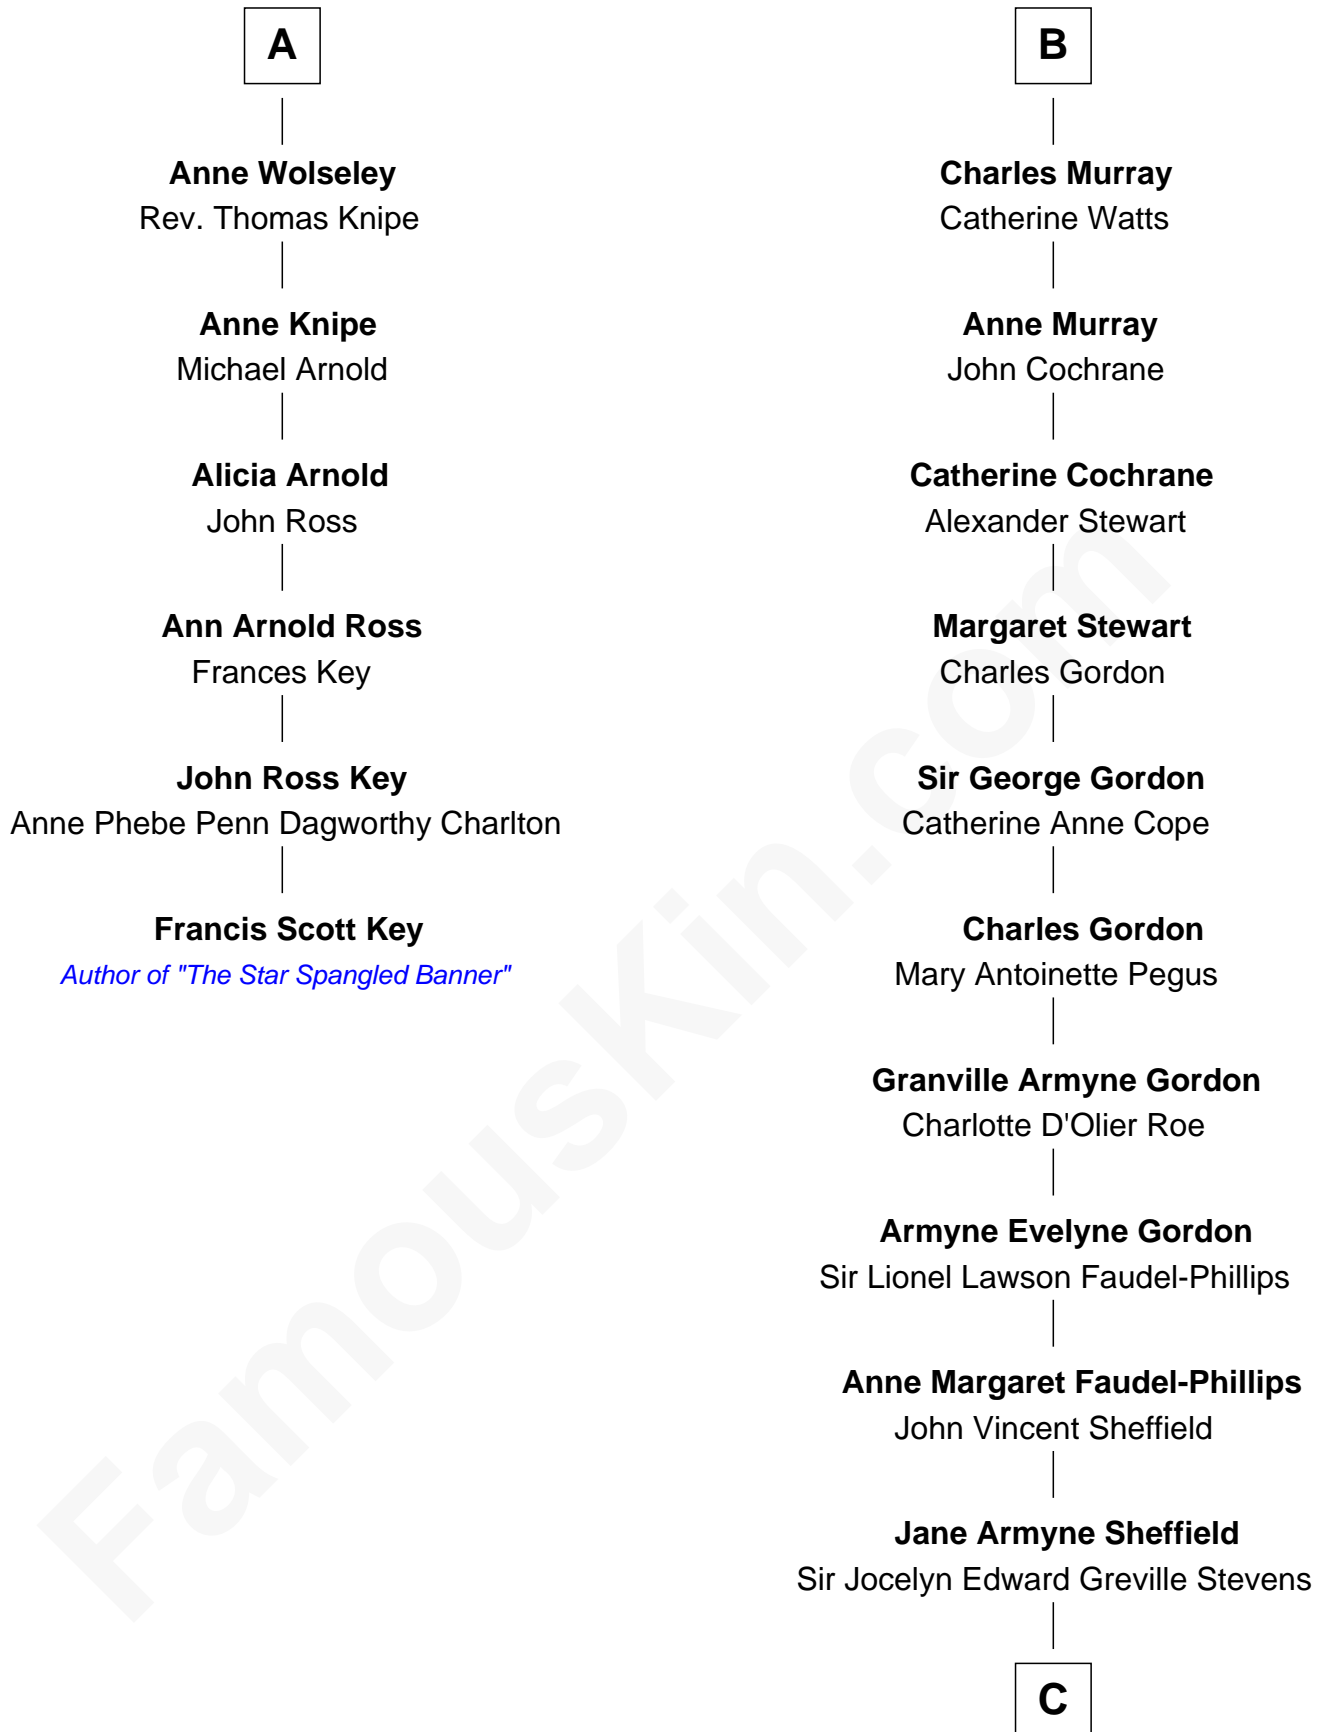 A
Anne Wolseley
Rev. Thomas Knipe
Anne Knipe
Michael Arnold
Alicia Arnold
John Ross
Ann Arnold Ross
Frances Key
John Ross Key
Anne Phebe Penn Dagworthy Charlton
Francis Scott Key
Author of "The Star Spangled Banner"
B
Charles Murray
Catherine Watts
Anne Murray
John Cochrane
Catherine Cochrane
Alexander Stewart
Margaret Stewart
Charles Gordon
Sir George Gordon
Catherine Anne Cope
Charles Gordon
Mary Antoinette Pegus
Granville Armyne Gordon
Charlotte D'Olier Roe
Armyne Evelyne Gordon
Sir Lionel Lawson Faudel-Phillips
Anne Margaret Faudel-Phillips
John Vincent Sheffield
Jane Armyne Sheffield
Sir Jocelyn Edward Greville Stevens
C
FamousKin.com